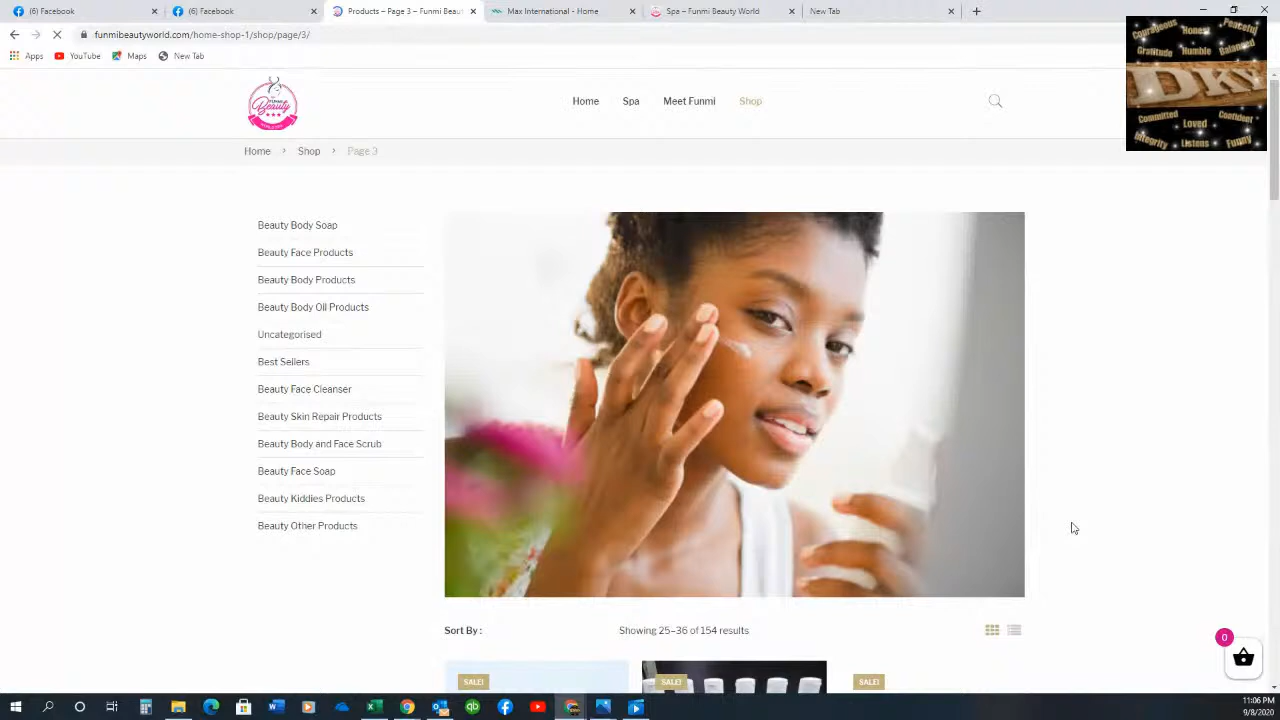 (6) Facebook
(6) Facebook
Products – Page 3 – Funmi Beaut
Personal - Home
Spa – Funmi Beauty World
New Tab
funmibeautyworld.com/home-shop-1/shop/page/3/
Apps
YouTube
Maps
New Tab
Courageous
Honest
Peaceful
Gratitude
Humble
Balanced
DK
Committed
Loved
Confident
Integrity
Listens
Funny
Beauty
Home
Spa
Meet Funmi
Shop
Home > Shop > Page 3
Beauty Body Soap
Beauty Face Products
Beauty Body Products
Beauty Body Oil Products
Uncategorised
Best Sellers
Beauty Face Cleanser
Beauty Skin Repair Products
Beauty Body and Face Scrub
Beauty Face Soap
Beauty Kiddies Products
Beauty Other Products
Sort By :
Showing 25–36 of 154 results
0
SALE!
SALE!
SALE!
11:06 PM
9/8/2020